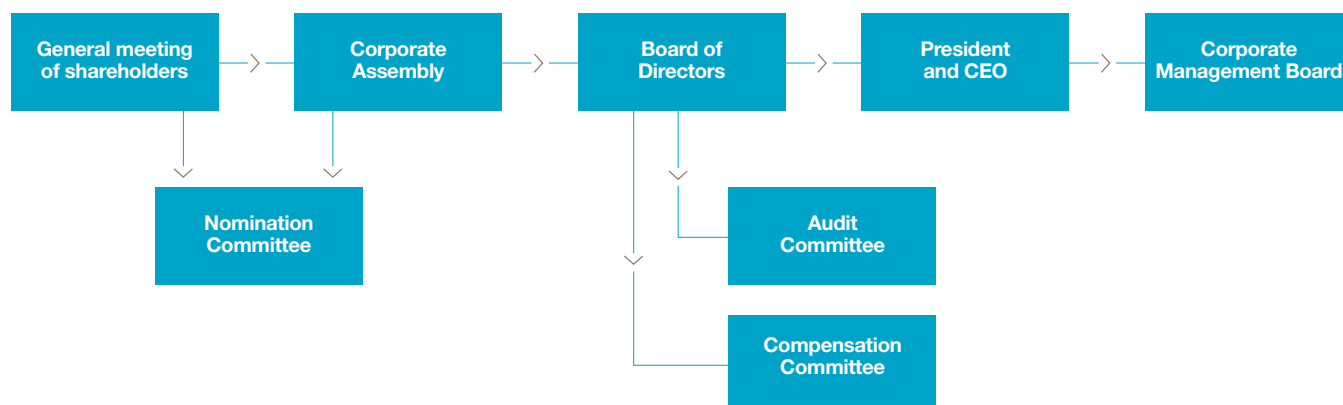 General meeting
of shareholders
Corporate
Assembly
Board of
Directors
President
and CEO
Corporate
Management Board
Nomination
Committee
Audit
Committee
Compensation
Committee